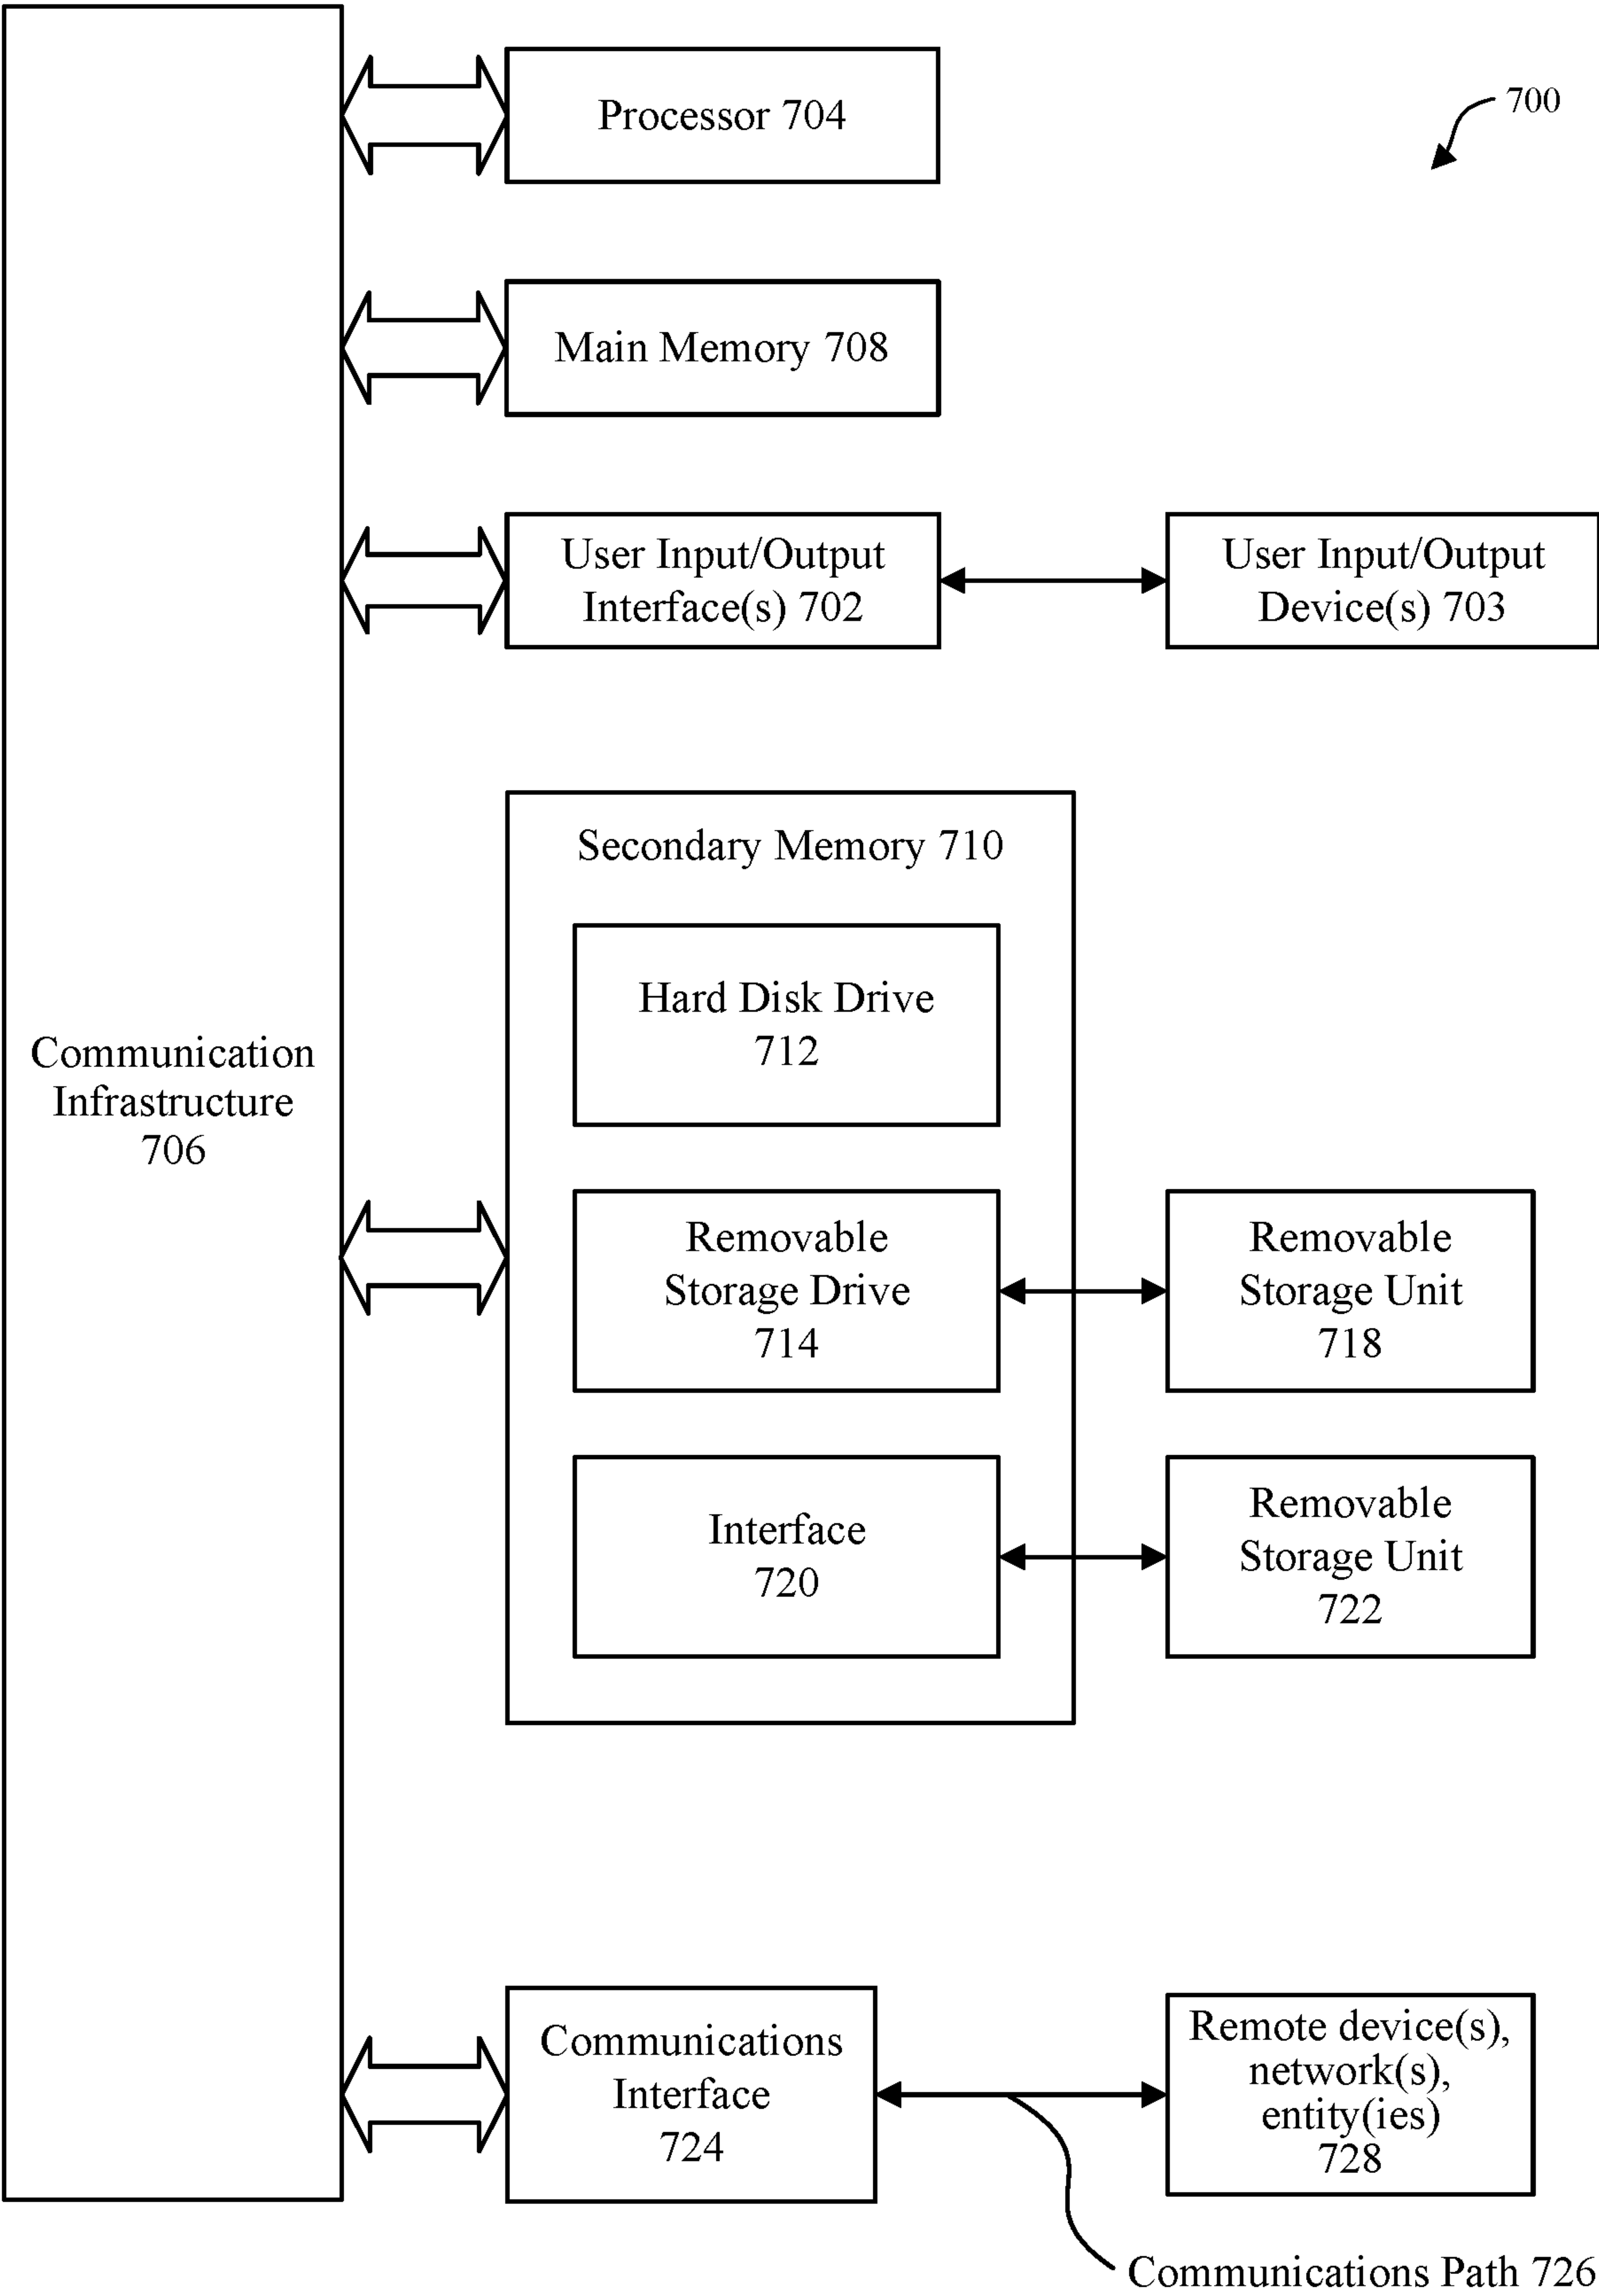 700
Processor 704
Main Memory 708
User Input/Output
Interface(s) 702
User Input/Output
Device(s) 703
Secondary Memory 710
Hard Disk Drive
712
Communication
Infrastructure
706
Removable
Storage Drive
714
Removable
Storage Unit
718
Interface
720
Removable
Storage Unit
722
Communications
Interface
724
Remote device(s),
network(s),
entity(ies)
728
Communications Path 726